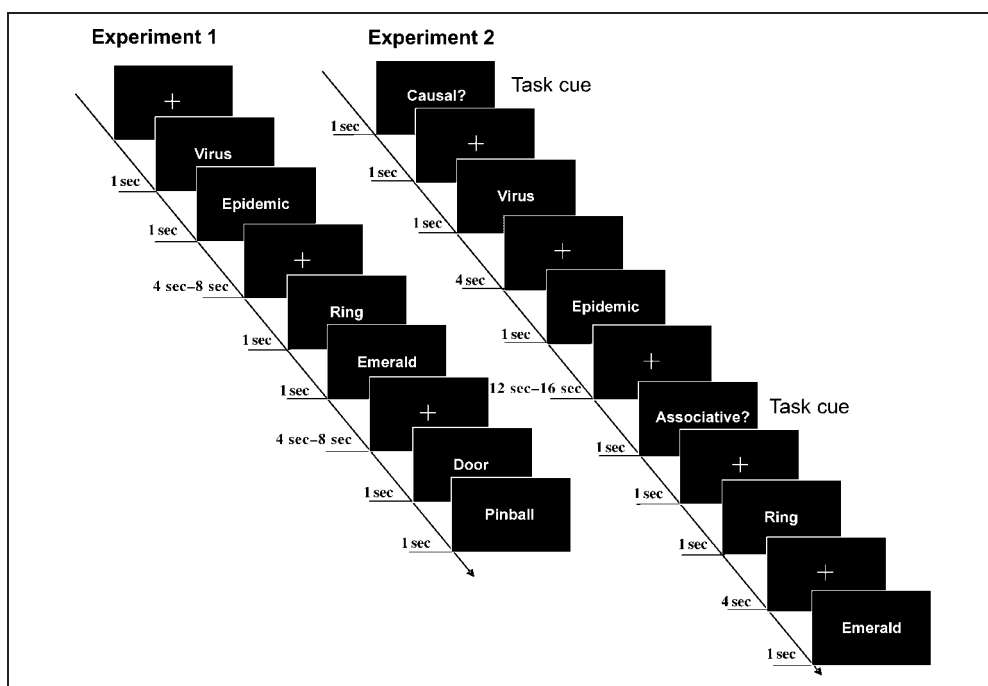 Experiment 1
Virus
1 sec
Epidemic
1 sec
4 sec–8 sec
Ring
1 sec
Emerald
1 sec
4 sec–8 sec
Door
1 sec
Pinball
1 sec
Experiment 2
Causal?
Task cue
1 sec
1 sec
Virus
1 sec
4 sec
Epidemic
1 sec
12 sec–16 sec
Associative?
Task cue
1 sec
1 sec
Ring
1 sec
4 sec
Emerald
1 sec